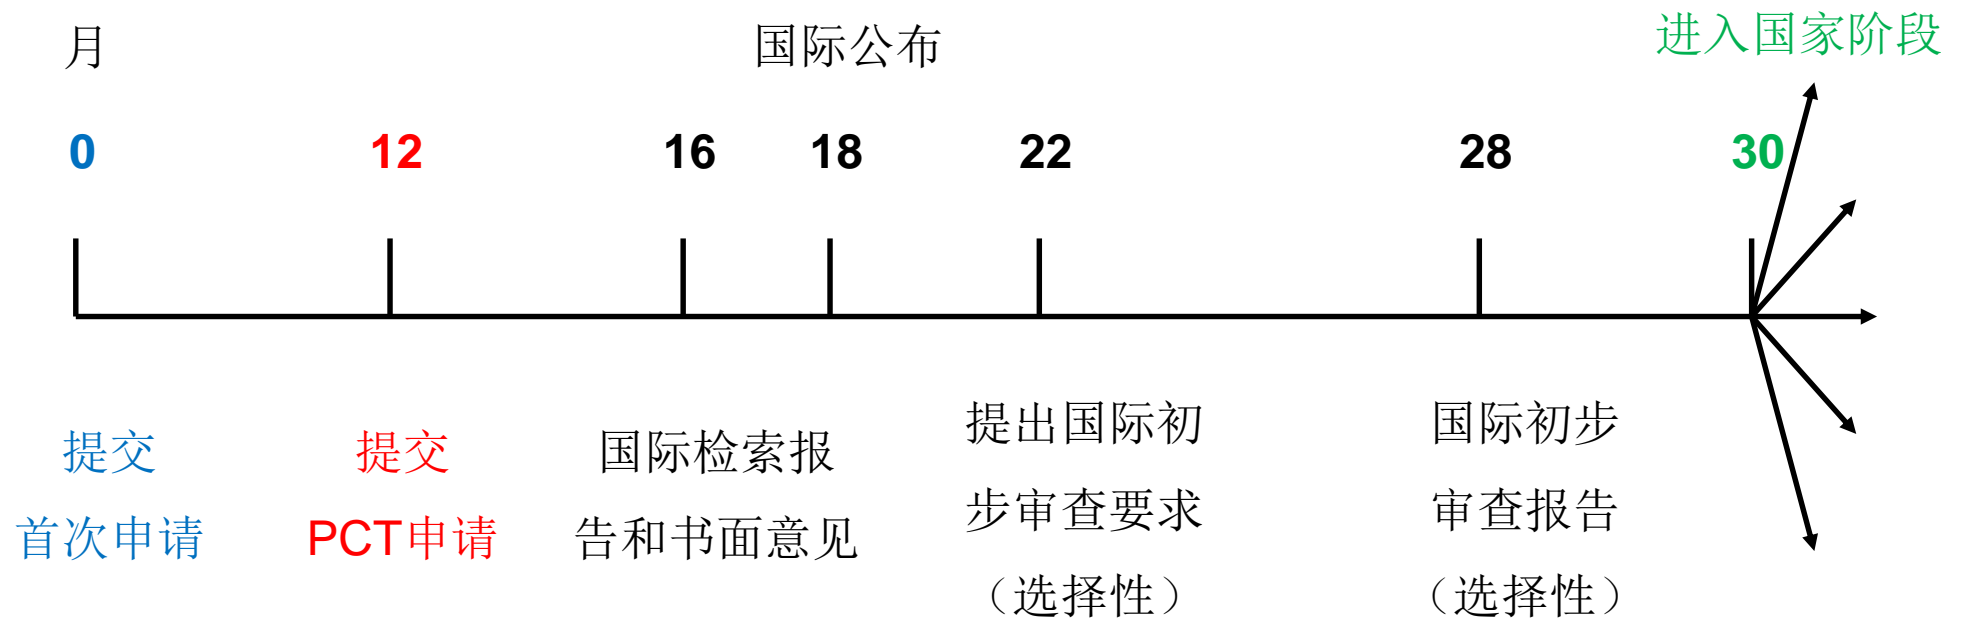 月
国际公布
进入国家阶段
0
12
16
18
22
28
30
提交
首次申请
提交
PCT申请
国际检索报
告和书面意见
提出国际初
步审查要求
（选择性）
国际初步
审查报告
（选择性）